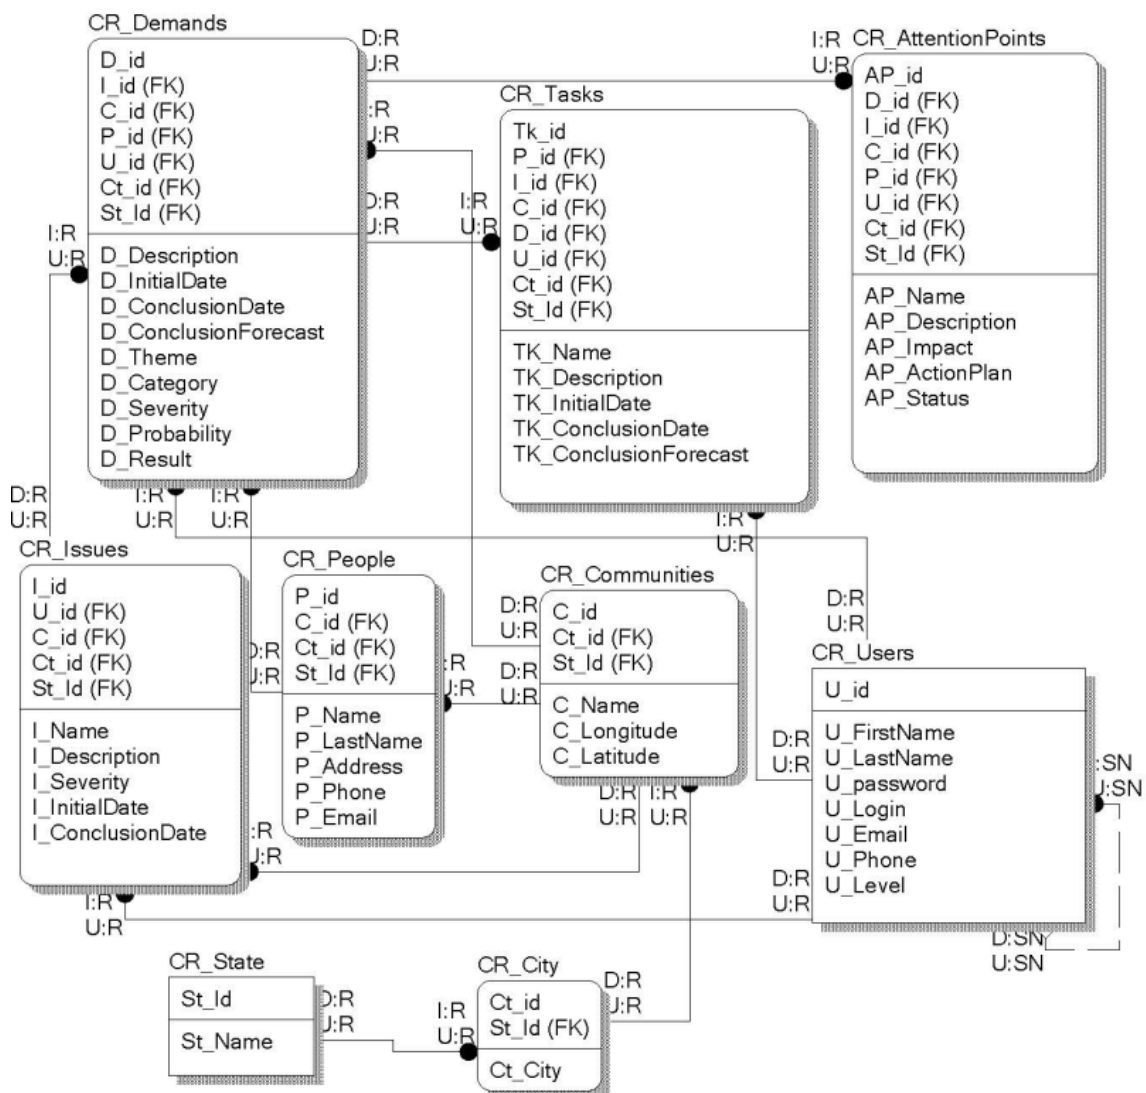 CR_Demands
D_id
I_id (FK)
C_id (FK)
P_id (FK)
U_id (FK)
Ct_id (FK)
St_Id (FK)
D_Description
D_InitialDate
D_ConclusionDate
D_ConclusionForecast
D_Theme
D_Category
D_Severity
D_Probability
D_Result
D:R
U:R
I:R
U:R
CR_AttentionPoints
AP_id
D_id (FK)
I_id (FK)
C_id (FK)
P_id (FK)
U_id (FK)
Ct_id (FK)
St_Id (FK)
AP_Name
AP_Description
AP_Impact
AP_ActionPlan
AP_Status
:R
U:R
D:R
U:R
I:R
U:R
CR_Tasks
Tk_id
P_id (FK)
I_id (FK)
C_id (FK)
D_id (FK)
U_id (FK)
Ct_id (FK)
St_Id (FK)
TK_Name
TK_Description
TK_InitialDate
TK_ConclusionDate
TK_ConclusionForecast
I:R
U:R
D:R
U:R
I:R
U:R
I:R
U:R
I:R
U:R
CR_Issues
I_id
U_id (FK)
C_id (FK)
Ct_id (FK)
St_Id (FK)
I_Name
I_Description
I_Severity
I_InitialDate
I_ConclusionDate
D:R
U:R
:R
U:R
I:R
U:R
CR_People
P_id
C_id (FK)
Ct_id (FK)
St_Id (FK)
P_Name
P_LastName
P_Address
P_Phone
P_Email
:R
U:R
D:R
U:R
D:R
U:R
CR_Communities
C_id
Ct_id (FK)
St_Id (FK)
C_Name
C_Longitude
C_Latitude
D:R
U:R
I:R
U:R
D:R
U:R
CR_Users
U_id
U_FirstName
U_LastName
U_password
U_Login
U_Email
U_Phone
U_Level
D:R
U:R
D:R
U:R
:SN
U:SN
D:SN
U:SN
CR_State
St_Id
St_Name
D:R
U:R
I:R
U:R
CR_City
Ct_id
St_Id (FK)
Ct_City
D:R
U:R